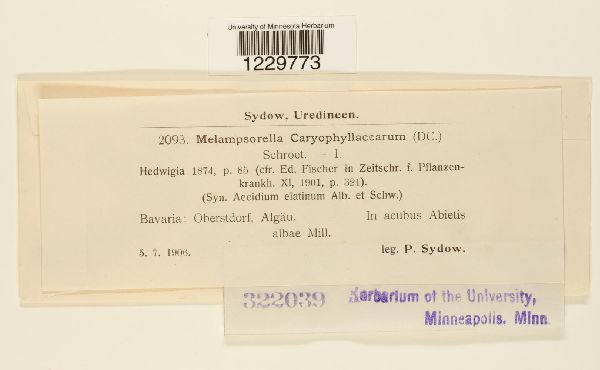 University of Minnesota Herbarium
1229773
Sydow, Uredineen.
2093. Melampsorella Caryophyllacearum (DC.)
Schroet. - I.
Hedwigia 1874, p. 85 (cfr. Ed. Fischer in Zeitschr. f. Pflanzen-
krankh. XI, 1901, p. 321).
(Syn. Aecidium elatinum Alb. et Schw.)
Bavaria: Oberstdorf, Algäu. In acubus Abietis
albae Mill.
5. 7. 1906. leg. P. Sydow.
322039 Herbarium of the University,
Minneapolis, Minn.